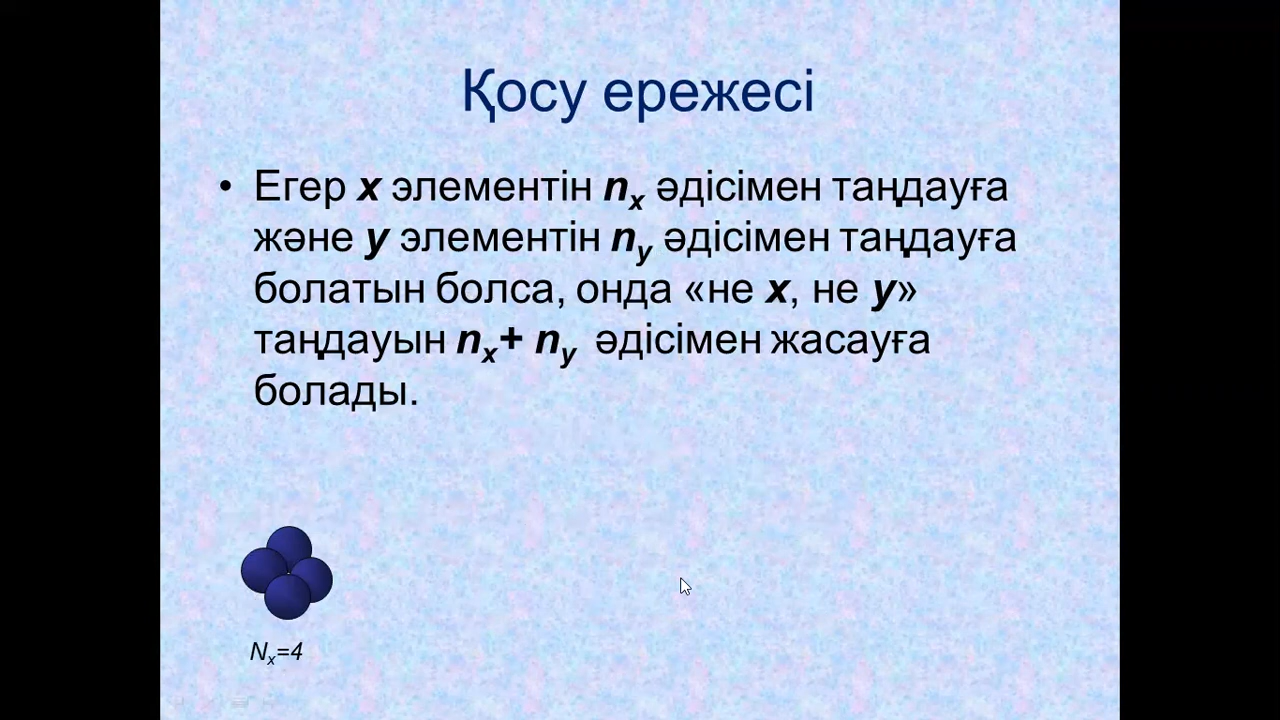 Қосу ережесі
• Егер x элементін nx әдісімен таңдауға
және y элементін ny әдісімен таңдауға
болатын болса, онда «не x, не y»
таңдауын nx+ ny әдісімен жасауға
болады.
Nx=4